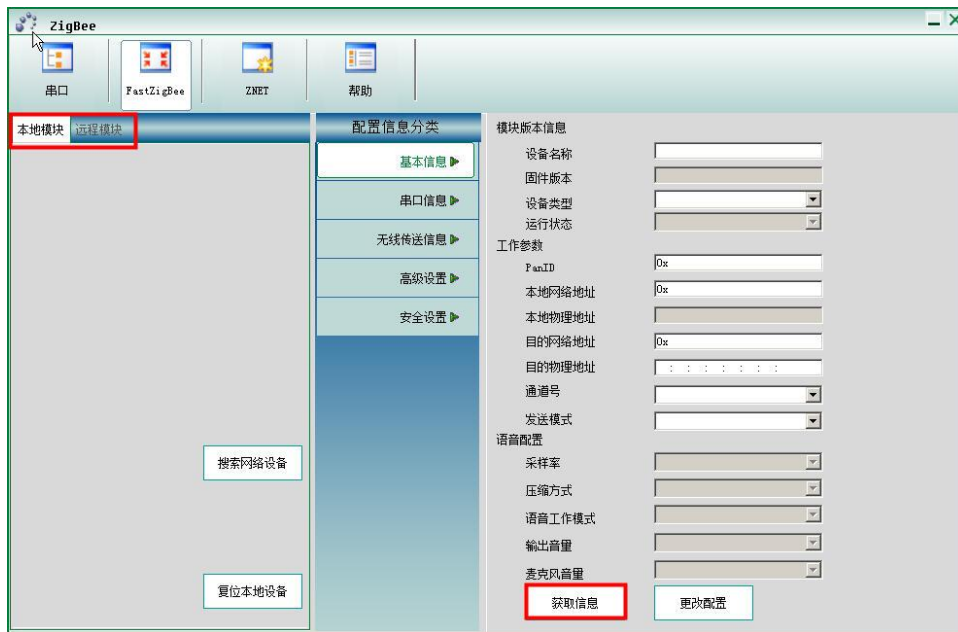 ZigBee
串口
FastZigBee
ZNET
帮助
本地模块 远程模块
搜索网络设备
复位本地设备
配置信息分类
基本信息
串口信息
无线传送信息
高级设置
安全设置
模块版本信息
设备名称
固件版本
设备类型
运行状态
工作参数
PanID 0x
本地网络地址 0x
本地物理地址
目的网络地址 0x
目的物理地址 : : : : : : :
通道号
发送模式
语音配置
采样率
压缩方式
语音工作模式
输出音量
麦克风音量
获取信息 更改配置